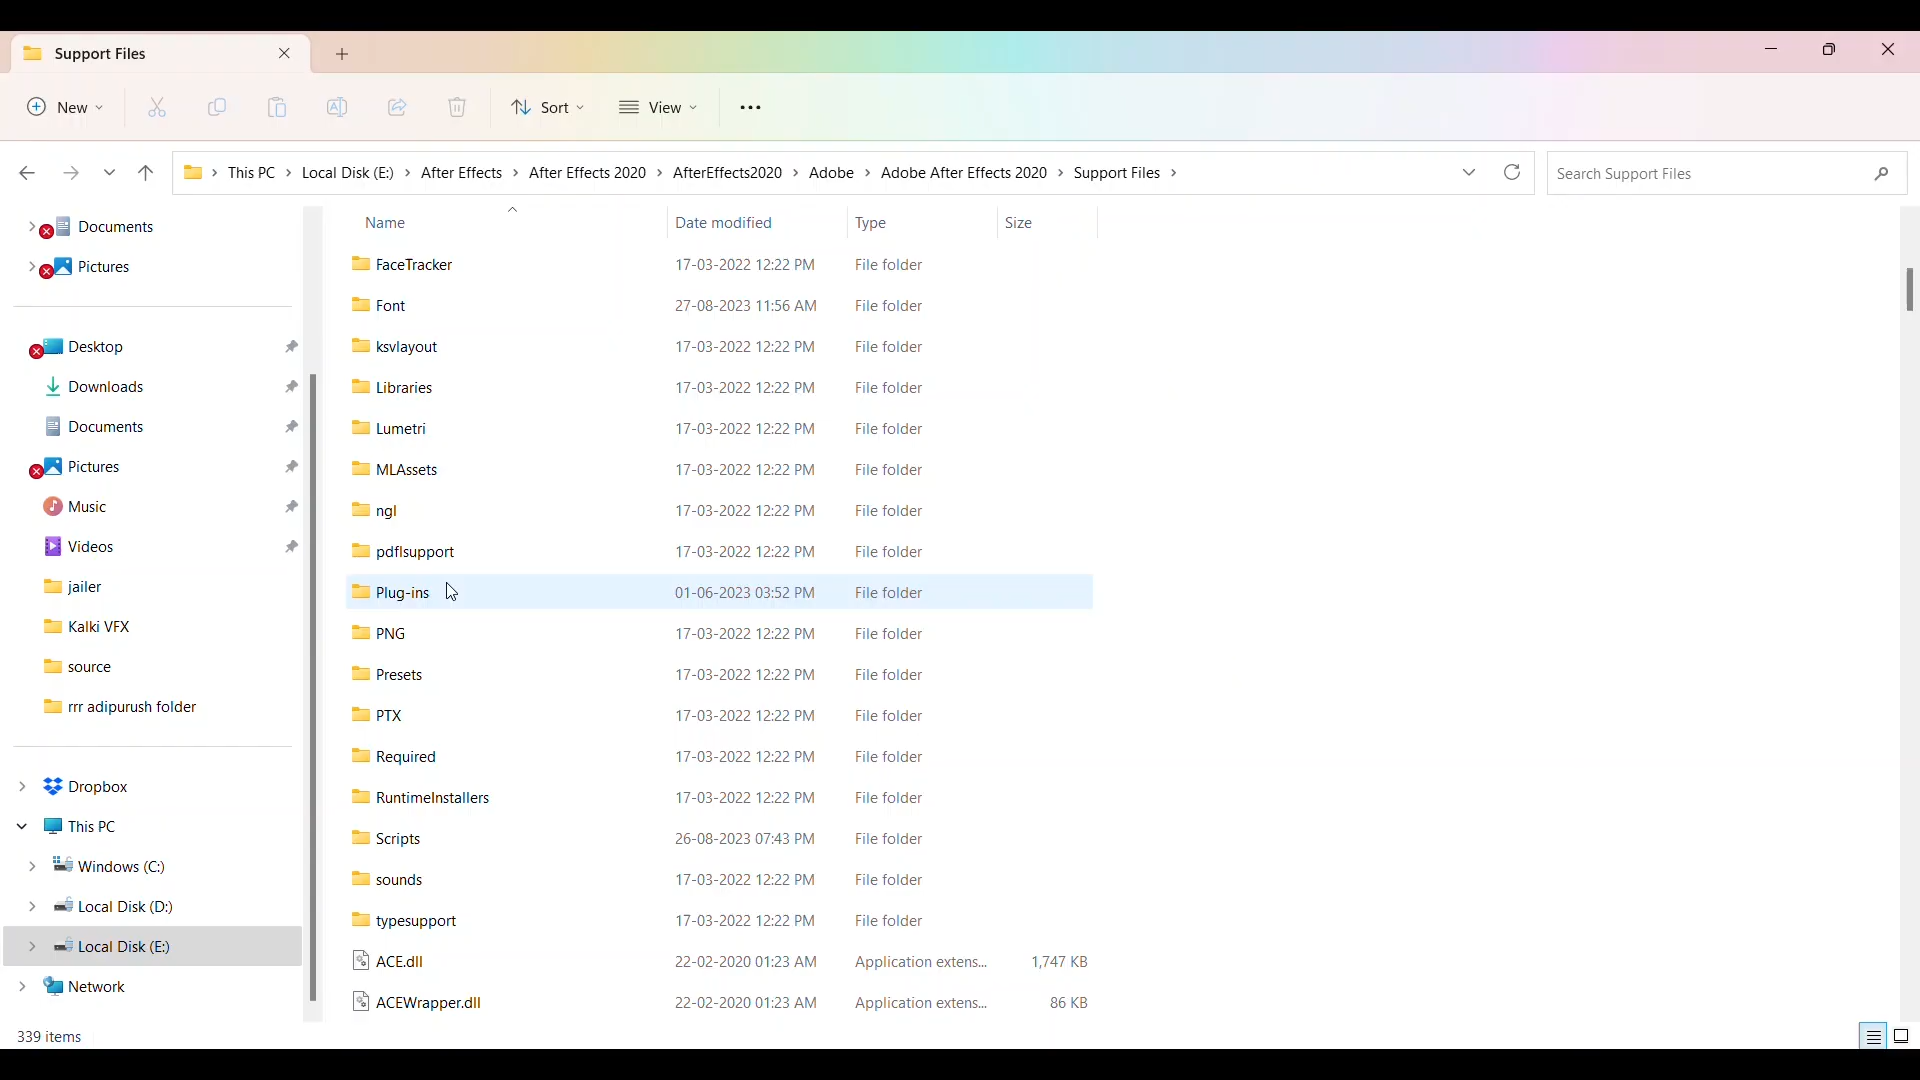 Support Files
New
Sort
View
This PC > Local Disk (E:) > After Effects > After Effects 2020 > AfterEffects2020 > Adobe > Adobe After Effects 2020 > Support Files >
Search Support Files
Documents
Pictures
Desktop
Downloads
Documents
Pictures
Music
Videos
jailer
Kalki VFX
source
rrr adipurush folder
Dropbox
This PC
Windows (C:)
Local Disk (D:)
Local Disk (E:)
Network
Name Date modified Type Size
FaceTracker 17-03-2022 12:22 PM File folder
Font 27-08-2023 11:56 AM File folder
ksvlayout 17-03-2022 12:22 PM File folder
Libraries 17-03-2022 12:22 PM File folder
Lumetri 17-03-2022 12:22 PM File folder
MLAssets 17-03-2022 12:22 PM File folder
ngl 17-03-2022 12:22 PM File folder
pdflsupport 17-03-2022 12:22 PM File folder
Plug-ins 01-06-2023 03:52 PM File folder
PNG 17-03-2022 12:22 PM File folder
Presets 17-03-2022 12:22 PM File folder
PTX 17-03-2022 12:22 PM File folder
Required 17-03-2022 12:22 PM File folder
RuntimeInstallers 17-03-2022 12:22 PM File folder
Scripts 26-08-2023 07:43 PM File folder
sounds 17-03-2022 12:22 PM File folder
typesupport 17-03-2022 12:22 PM File folder
ACE.dll 22-02-2020 01:23 AM Application extens... 1,747 KB
ACEWrapper.dll 22-02-2020 01:23 AM Application extens... 86 KB
339 items